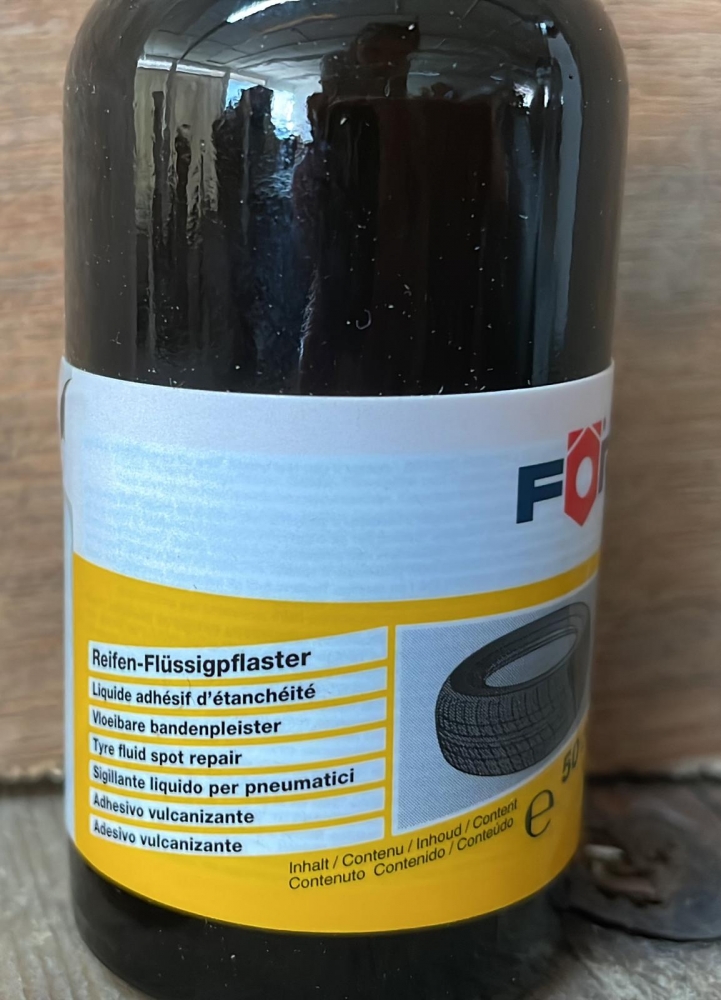 Reifen-Flüssigpflaster
Liquide adhésif d'étanchéité
Vloeibare bandenpleister
Tyre fluid spot repair
Sigillante liquido per pneumatici
Adhesivo vulcanizante
Adesivo vulcanizante
Inhalt / Contenu / Inhoud / Content
Contenuto Contenido / Conteúdo
e